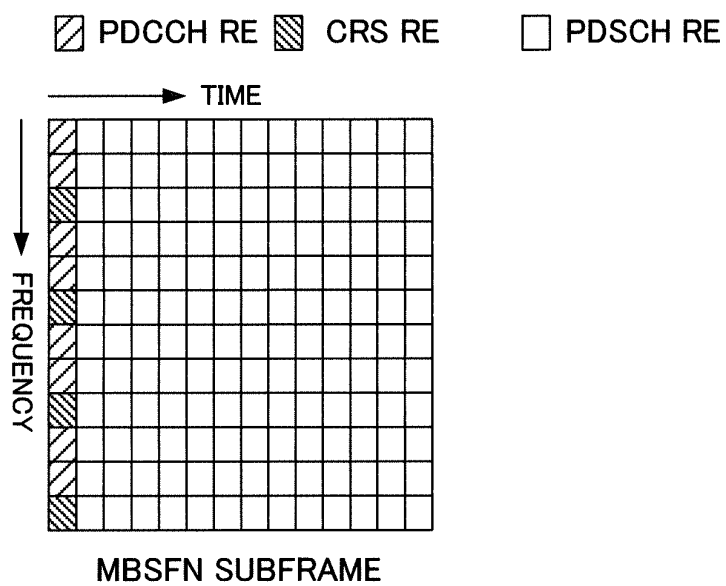 PDCCH RE CRS RE PDSCH RE
TIME
FREQUENCY
MBSFN SUBFRAME